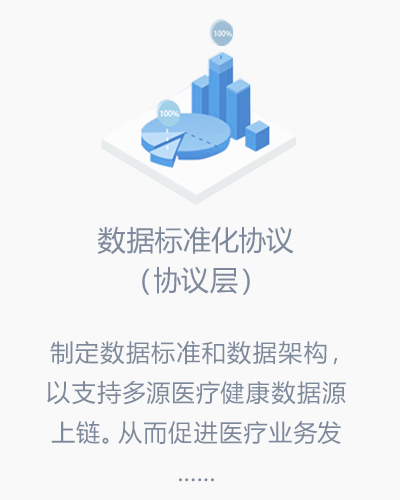 100%
100%
数据标准化协议
（协议层）
制定数据标准和数据架构，
以支持多源医疗健康数据源
上链。从而促进医疗业务发
……